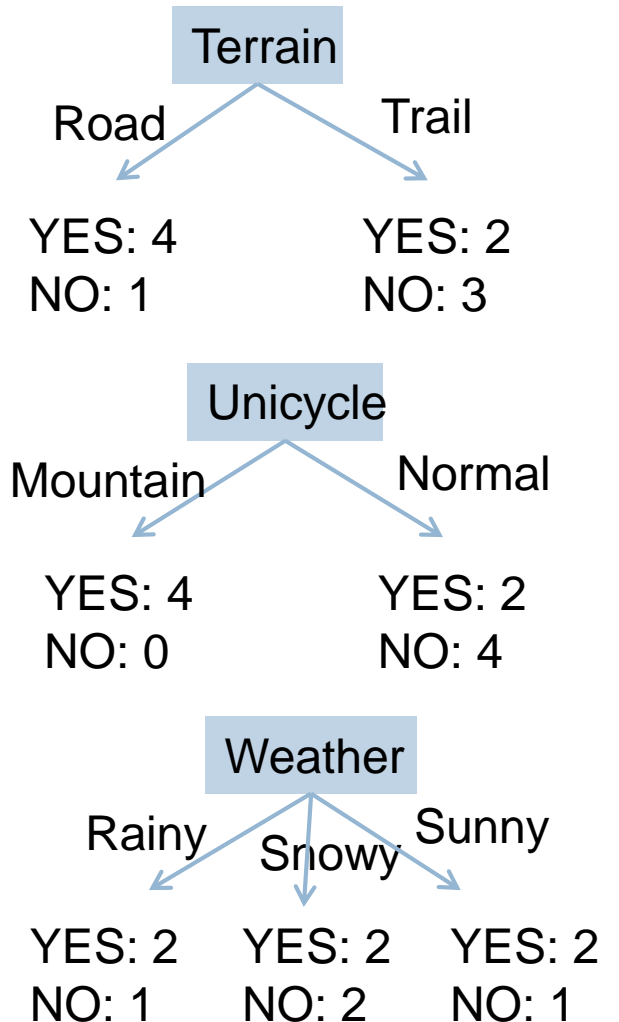 Terrain
Road
Trail
YES: 4
NO: 1
YES: 2
NO: 3
Unicycle
Mountain
Normal
YES: 4
NO: 0
YES: 2
NO: 4
Weather
Rainy
Snowy
Sunny
YES: 2
NO: 1
YES: 2
NO: 2
YES: 2
NO: 1